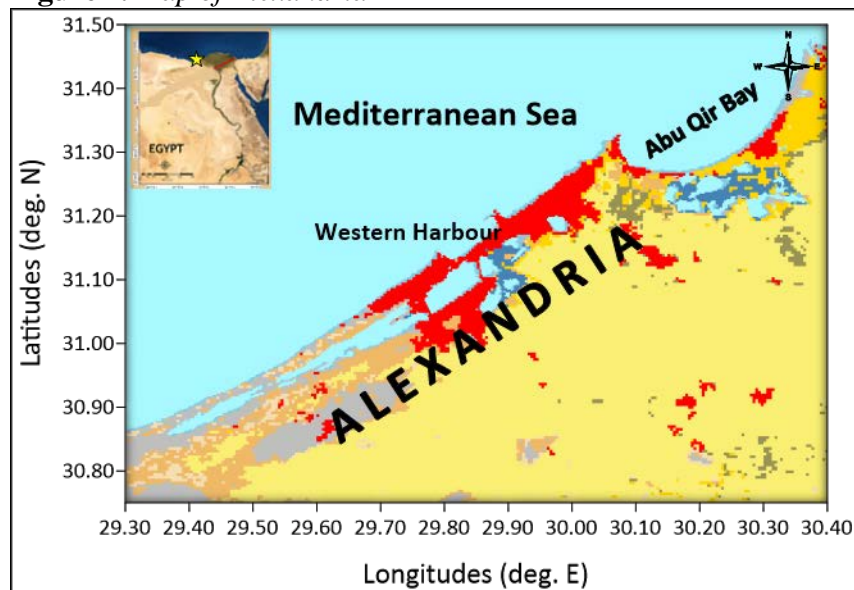 31.50
31.40
31.30
31.20
31.10
31.00
30.90
30.80
Latitudes (deg. N)
EGYPT
Mediterranean Sea
Abu Qir Bay
N
W
E
S
Western Harbour
ALEXANDRIA
29.30 29.40 29.50 29.60 29.70 29.80 29.90 30.00 30.10 30.20 30.30 30.40
Longitudes (deg. E)